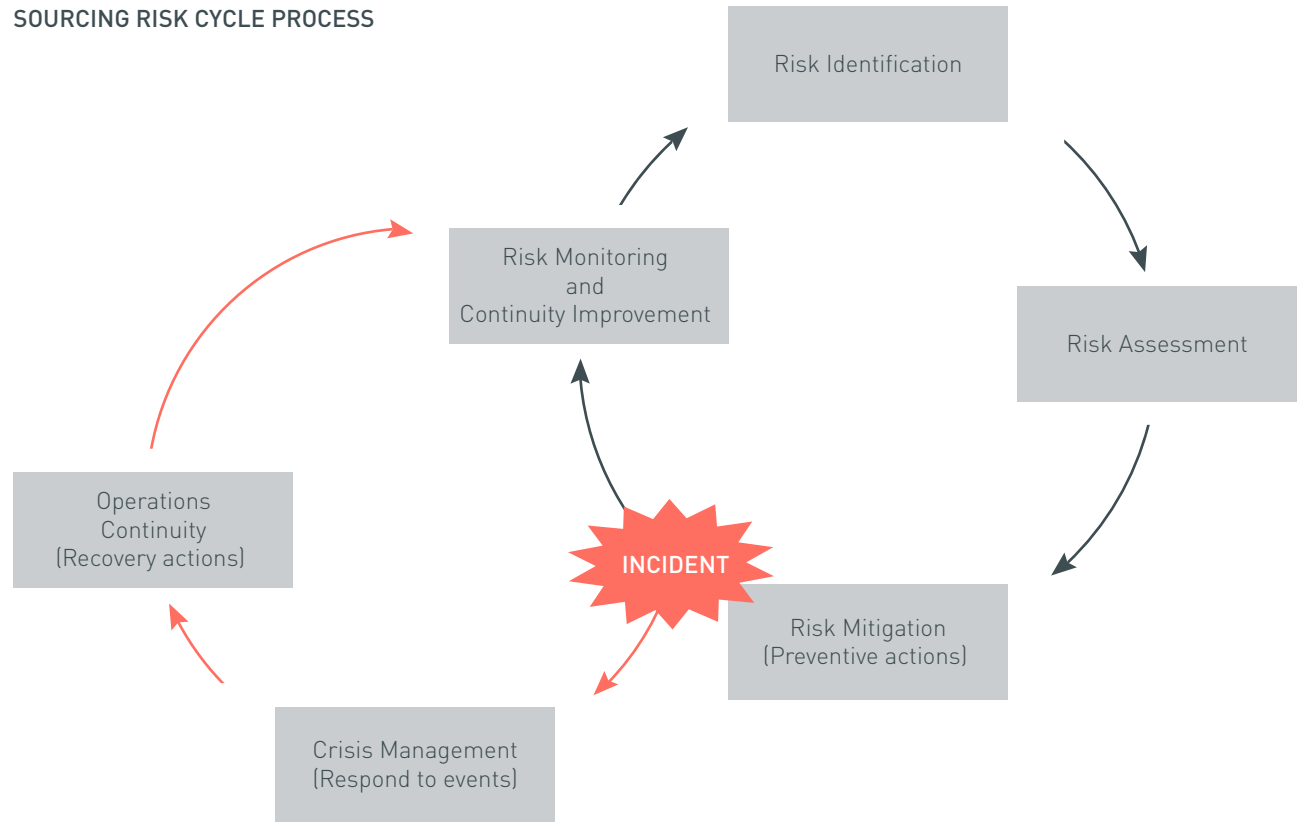 SOURCING RISK CYCLE PROCESS
Risk Identification
Risk Monitoring
and
Continuity Improvement
Risk Assessment
Operations
Continuity
(Recovery actions)
INCIDENT
Risk Mitigation
(Preventive actions)
Crisis Management
(Respond to events)